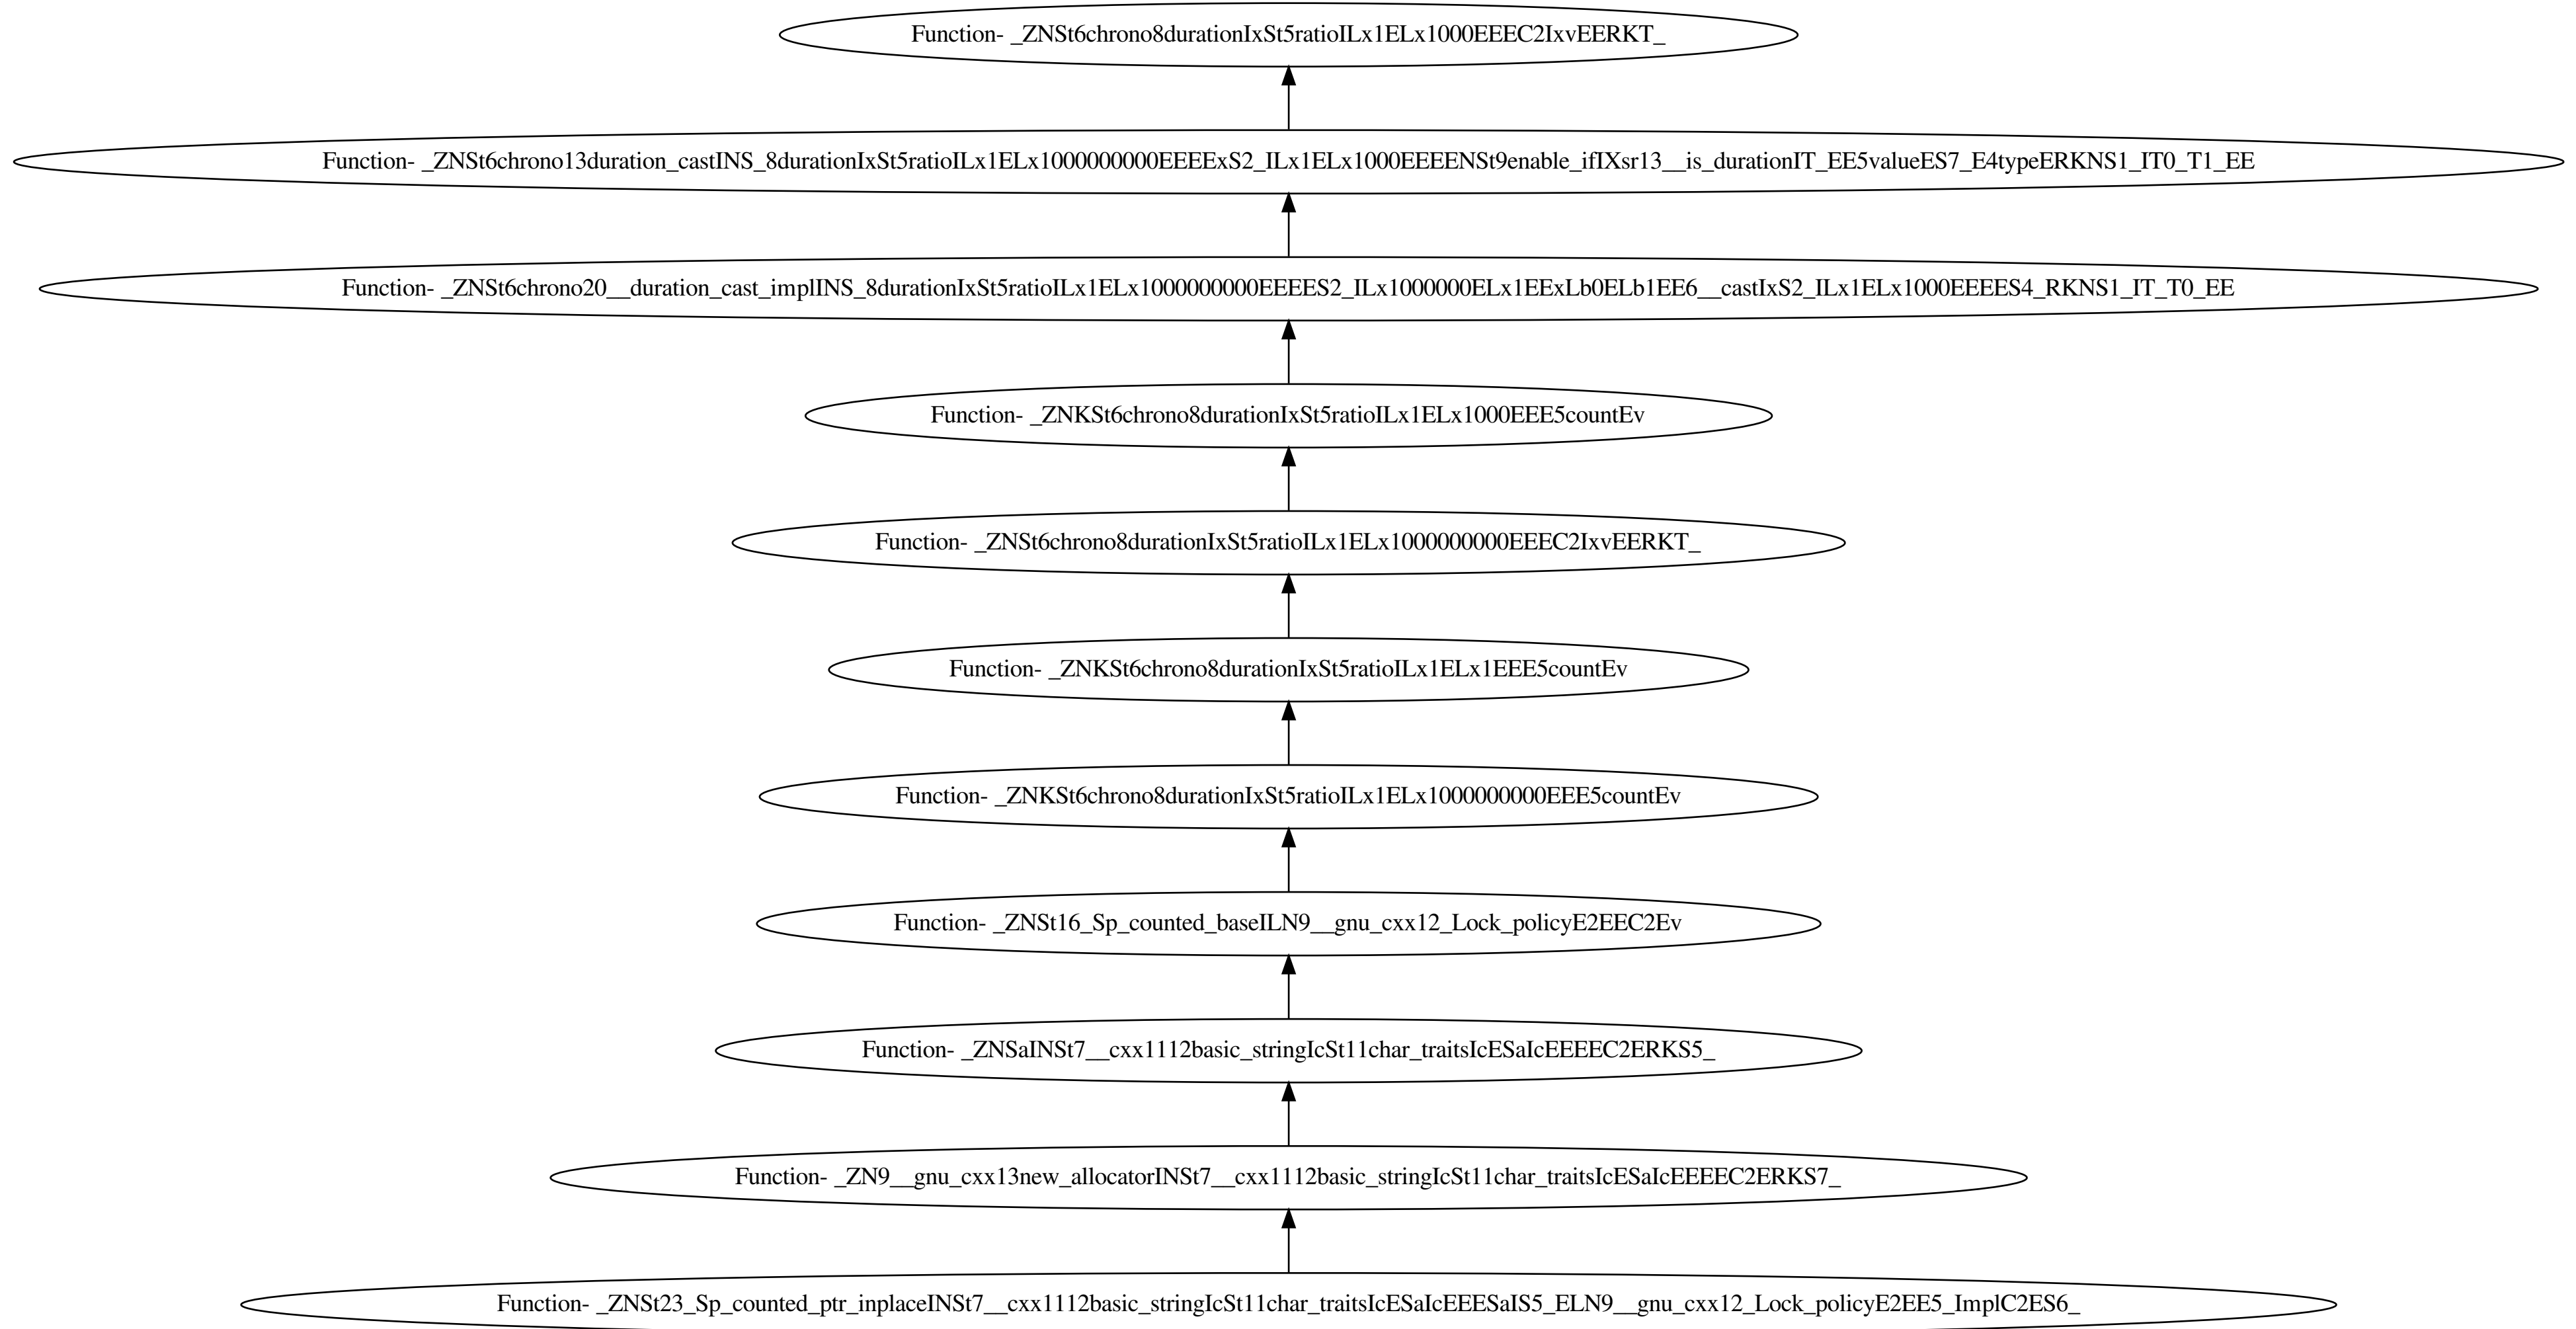 Function- _ZNSt6chrono8durationIxSt5ratioILx1ELx1000EEEC2IxvEERKT_
Function- _ZNSt6chrono13duration_castINS_8durationIxSt5ratioILx1ELx1000000000EEEExS2_ILx1ELx1000EEEENSt9enable_ifIXsr13__is_durationIT_EE5valueES7_E4typeERKNS1_IT0_T1_EE
Function- _ZNSt6chrono20__duration_cast_implINS_8durationIxSt5ratioILx1ELx1000000000EEEES2_ILx1000000ELx1EExLb0ELb1EE6__castIxS2_ILx1ELx1000EEEES4_RKNS1_IT_T0_EE
Function- _ZNKSt6chrono8durationIxSt5ratioILx1ELx1000EEE5countEv
Function- _ZNSt6chrono8durationIxSt5ratioILx1ELx1000000000EEEC2IxvEERKT_
Function- _ZNKSt6chrono8durationIxSt5ratioILx1ELx1EEE5countEv
Function- _ZNKSt6chrono8durationIxSt5ratioILx1ELx1000000000EEE5countEv
Function- _ZNSt16_Sp_counted_baseILN9__gnu_cxx12_Lock_policyE2EEC2Ev
Function- _ZNSaINSt7__cxx1112basic_stringIcSt11char_traitsIcESaIcEEEEC2ERKS5_
Function- _ZN9__gnu_cxx13new_allocatorINSt7__cxx1112basic_stringIcSt11char_traitsIcESaIcEEEEC2ERKS7_
Function- _ZNSt23_Sp_counted_ptr_inplaceINSt7__cxx1112basic_stringIcSt11char_traitsIcESaIcEEESaIS5_ELN9__gnu_cxx12_Lock_policyE2EE5_ImplC2ES6_